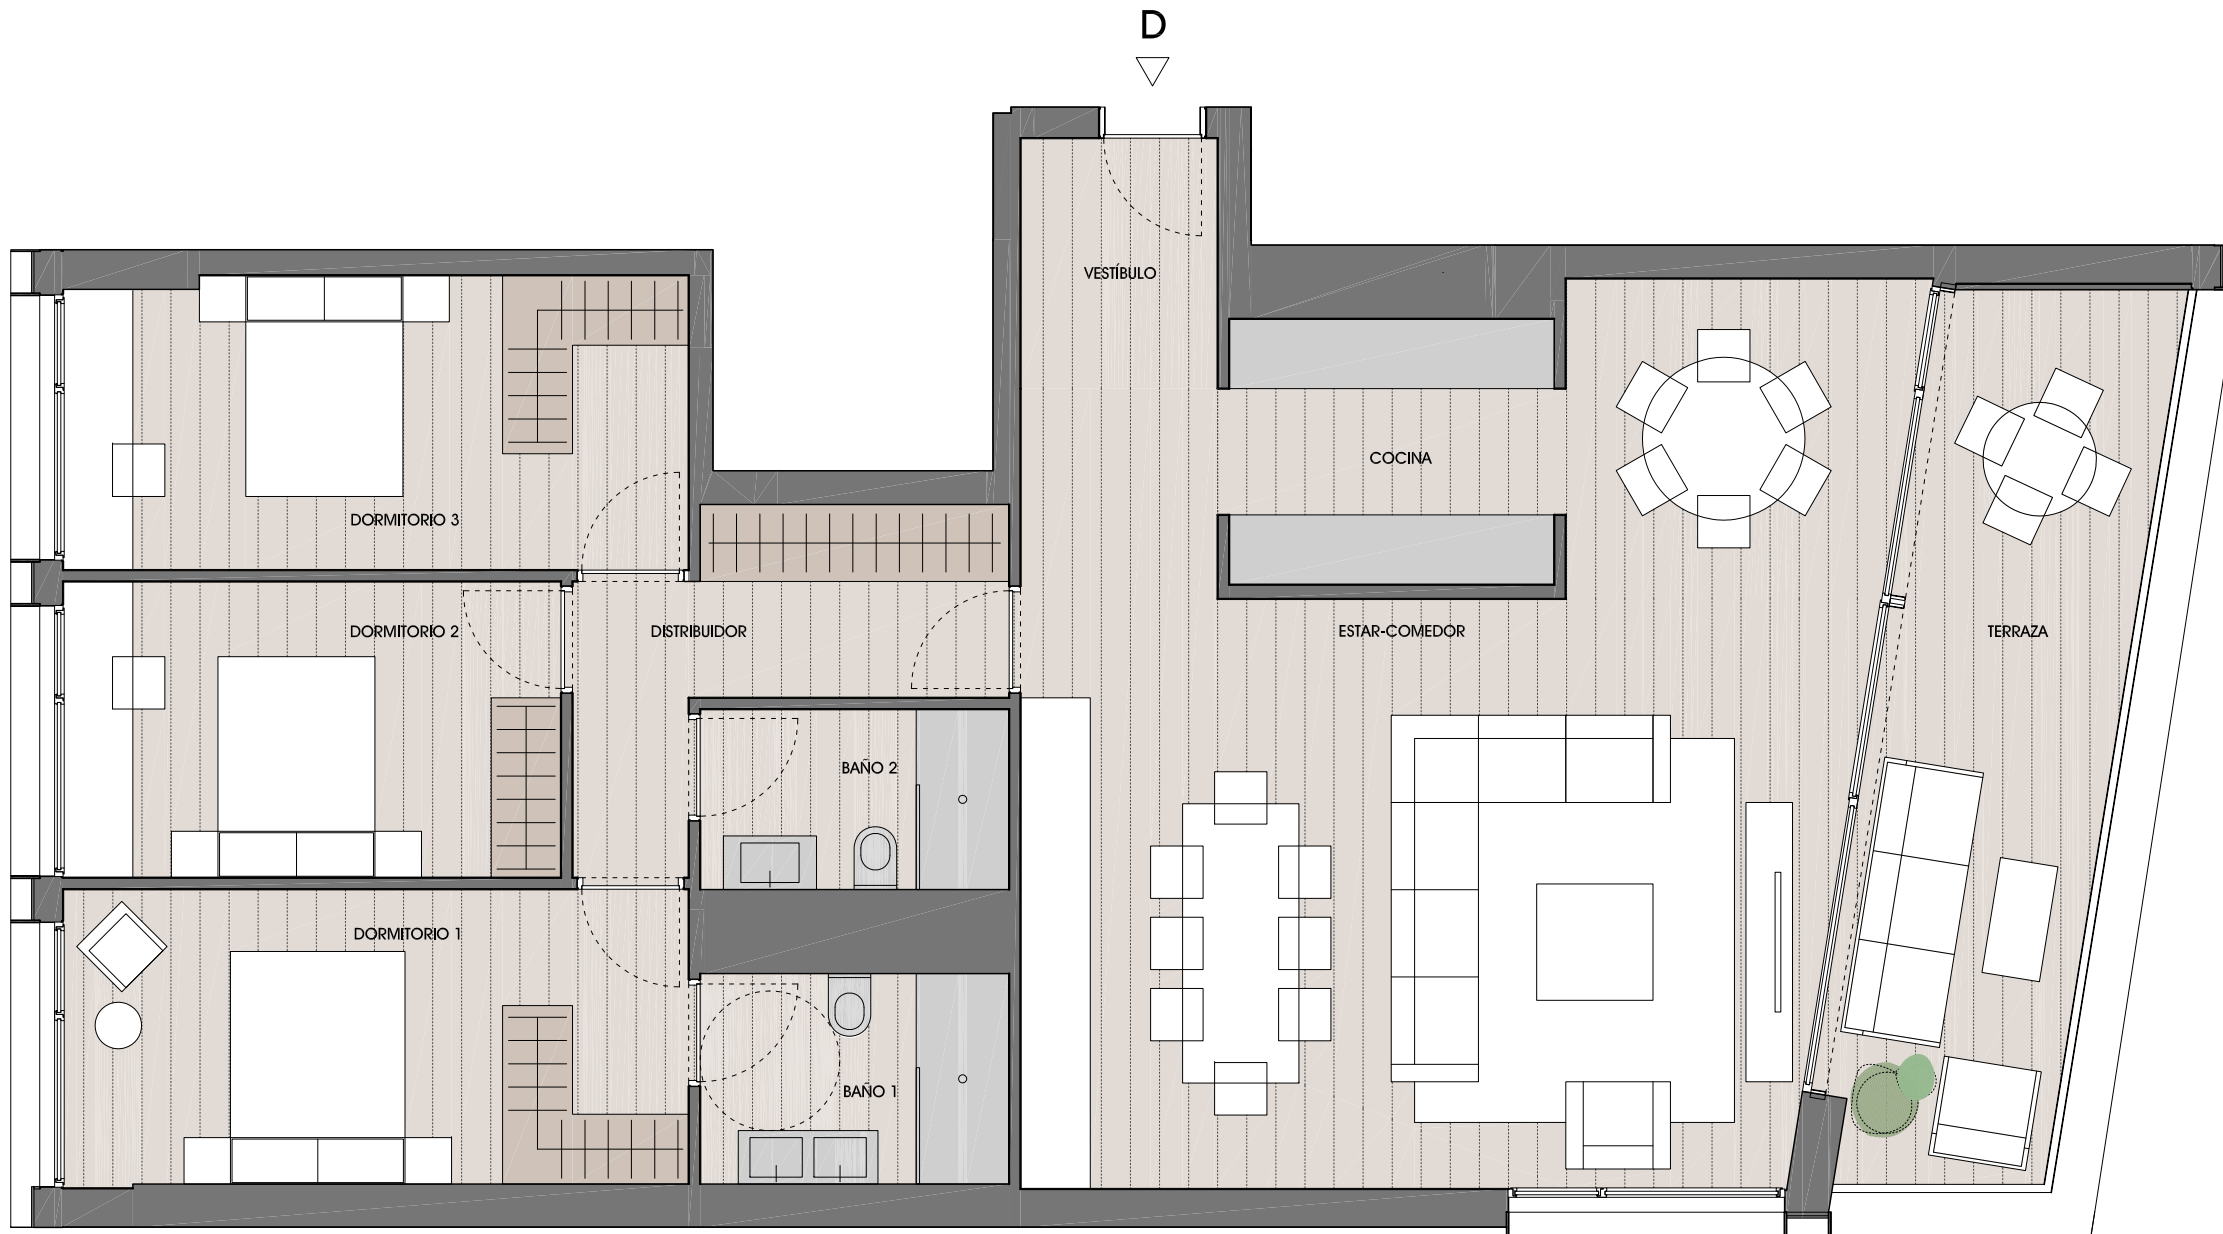 D
VESTÍBULO
COCINA
DORMITORIO 3
DORMITORIO 2
DISTRIBUIDOR
ESTAR-COMEDOR
TERRAZA
BAÑO 2
DORMITORIO 1
BAÑO 1